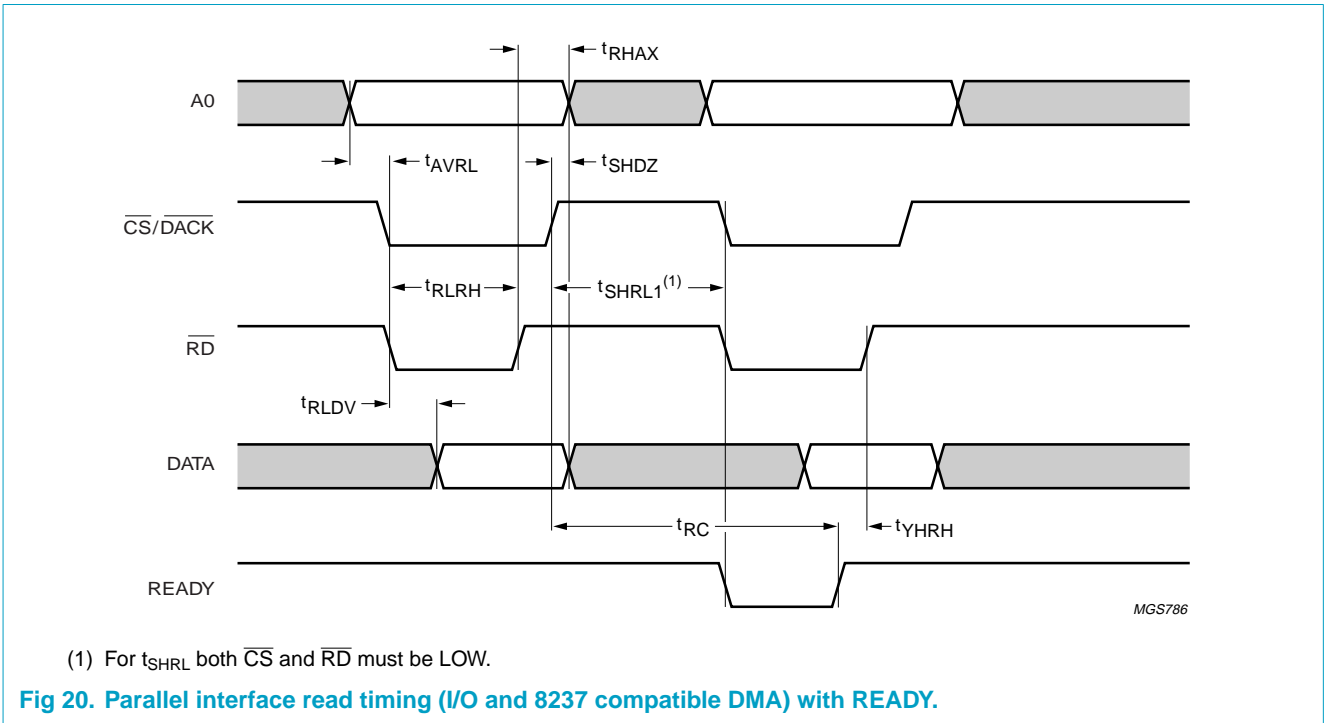 tRHAX
A0
tAVRL
tSHDZ
CS/DACK
tRLRH
tSHRL1(1)
RD
tRLDV
DATA
tRC
tYHRH
READY
MGS786
(1) For tSHRL both CS and RD must be LOW.
Fig 20. Parallel interface read timing (I/O and 8237 compatible DMA) with READY.